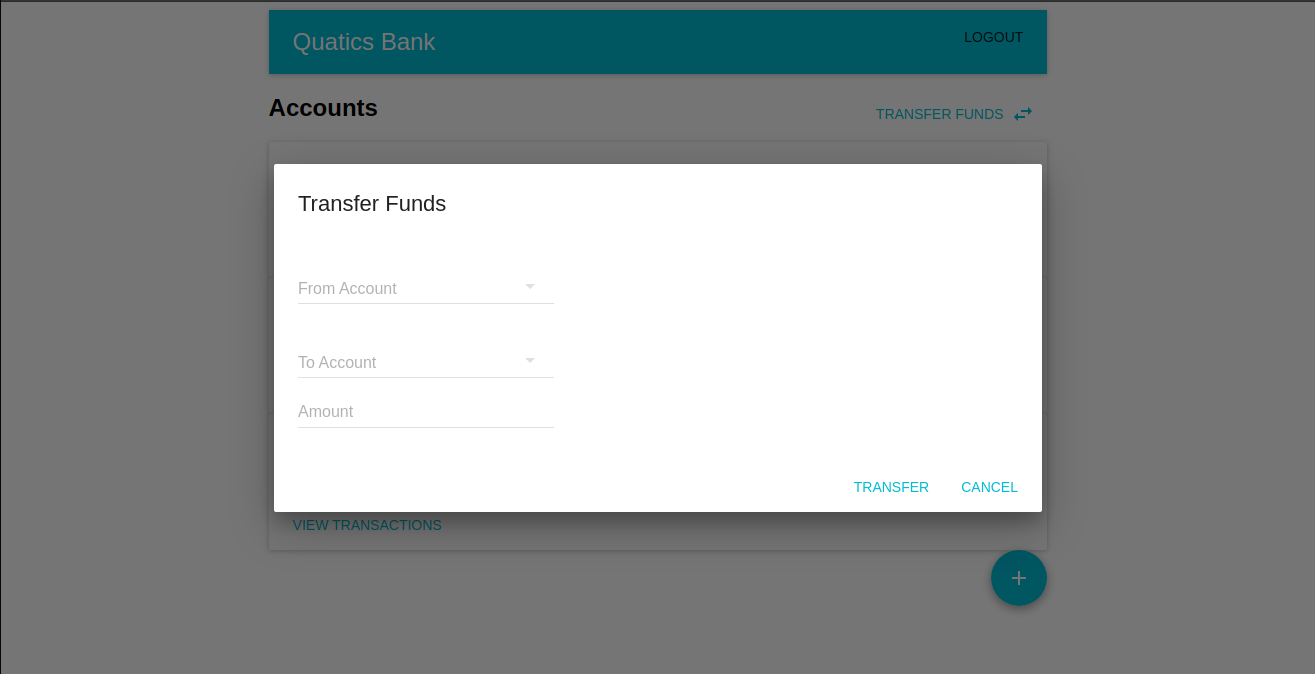 Quatics Bank
LOGOUT
Accounts
TRANSFER FUNDS
Transfer Funds
From Account
To Account
Amount
TRANSFER CANCEL
VIEW TRANSACTIONS
+